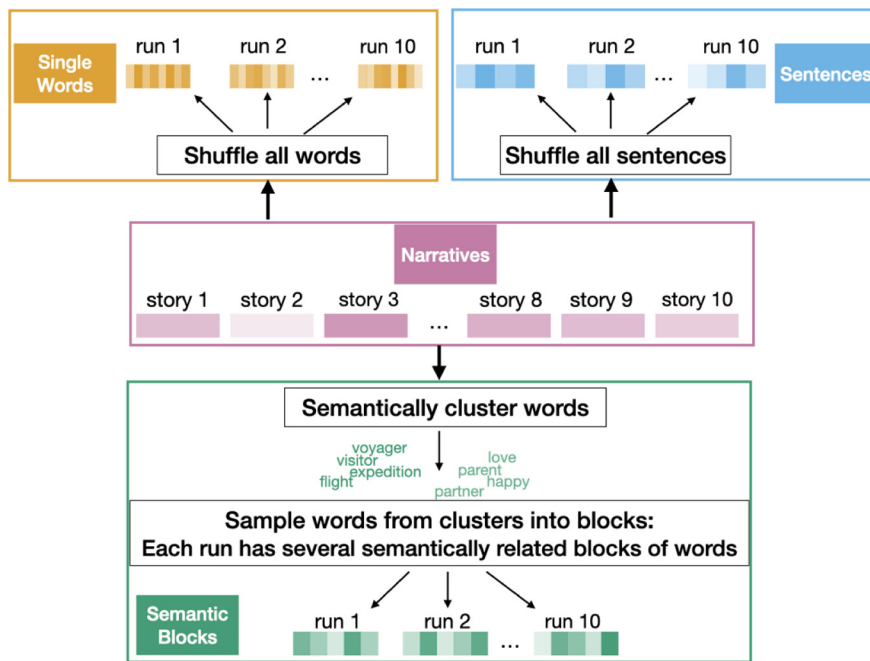 Single
Words
run 1
run 2
...
run 10
Shuffle all words
run 1
run 2
...
run 10
Sentences
Shuffle all sentences
Narratives
story 1
story 2
story 3
...
story 8
story 9
story 10
Semantically cluster words
voyager
visitor
expedition
flight
love
parent
happy
partner
Sample words from clusters into blocks:
Each run has several semantically related blocks of words
Semantic
Blocks
run 1
run 2
...
run 10